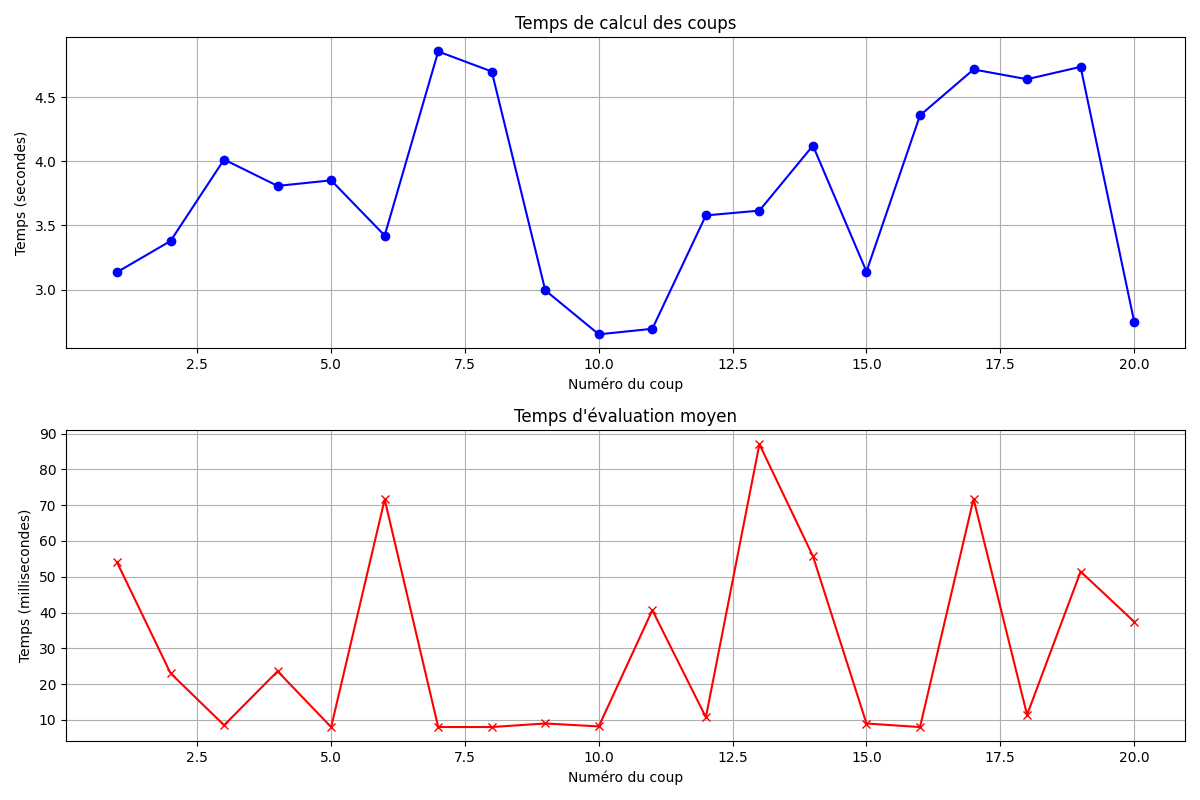 Temps de calcul des coups
Temps (secondes)
4.5
4.0
3.5
3.0
2.5 5.0 7.5 10.0 12.5 15.0 17.5 20.0
Numéro du coup
Temps d'évaluation moyen
Temps (millisecondes)
90
80
70
60
50
40
30
20
10
2.5 5.0 7.5 10.0 12.5 15.0 17.5 20.0
Numéro du coup